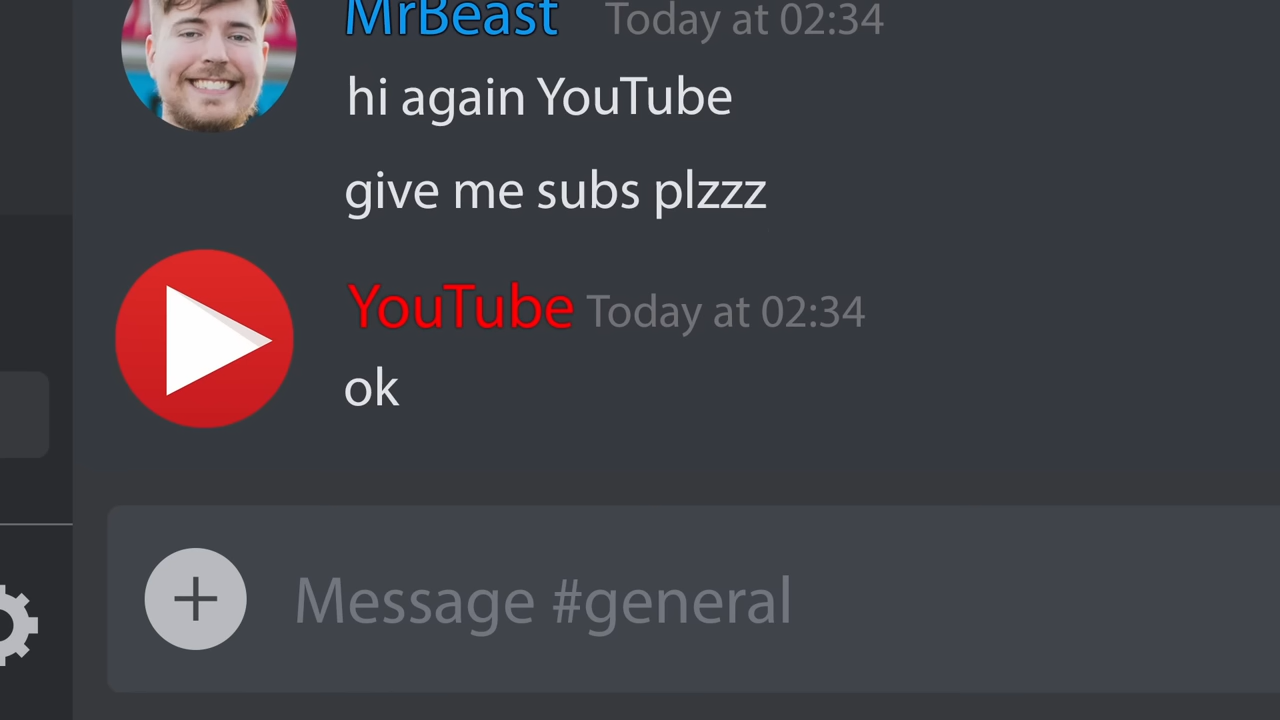 MrBeast Today at 02:34
hi again YouTube
give me subs plzzz
YouTube Today at 02:34
ok
Message #general